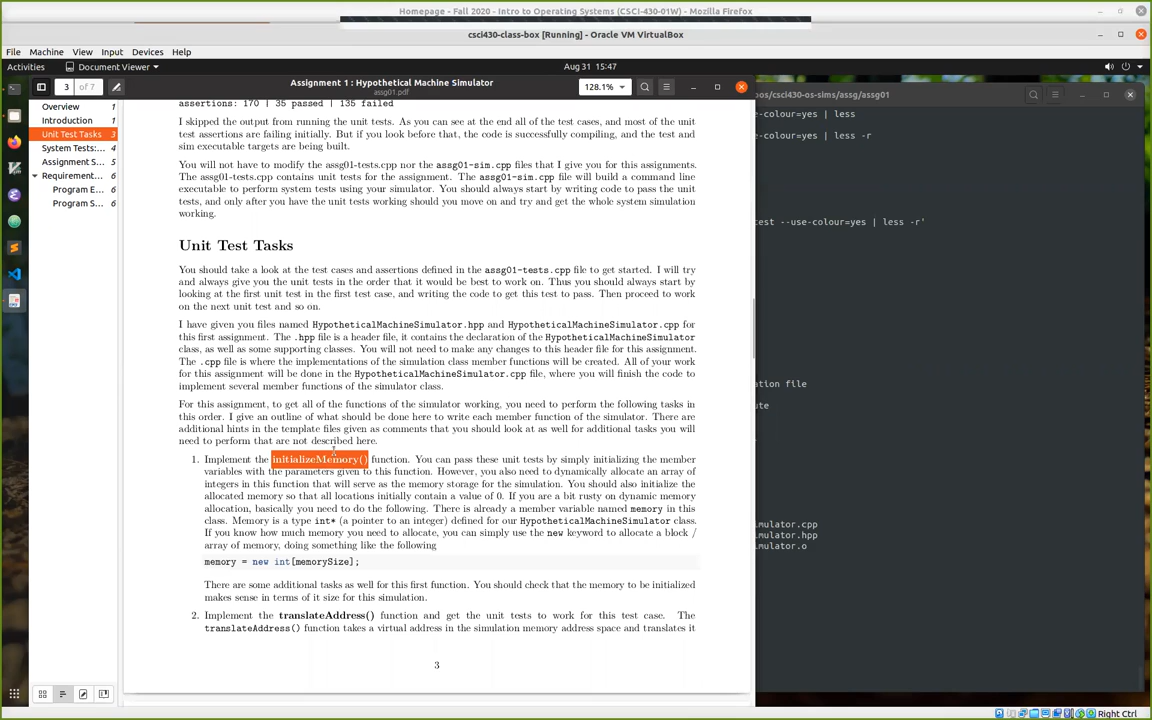 Homepage - Fall 2020 - Intro to Operating Systems (CSCI-430-01W) - Mozilla Firefox
csci430-class-box [Running] - Oracle VM VirtualBox
File Machine View Input Devices Help
Activities Document Viewer Aug 31 15:47
3 of 7
Assignment 1 : Hypothetical Machine Simulator
assg01.pdf
128.1%
Overview 1
Introduction 1
Unit Test Tasks 3
System Tests:… 4
Assignment S… 5
Requirement… 6
Program E… 6
Program S… 6
assertions: 170 | 35 passed | 135 failed
I skipped the output from running the unit tests. As you can see at the end all of the test cases, and most of the
unit test assertions are failing initially. But if you look before that, the code is successfully compiling, and the test and
sim executable targets are being built.
You will not have to modify the assg01-tests.cpp nor the assg01-sim.cpp files that I give you for this assignments.
The assg01-tests.cpp contains unit tests for the assignment. The assg01-sim.cpp file will build a command line
executable to perform system tests using your simulator. You should always start by writing code to pass the unit
tests, and only after you have the unit tests working should you move on and try and get the whole system simulation
working.
Unit Test Tasks
You should take a look at the test cases and assertions defined in the assg01-tests.cpp file to get started. I will try
and always give you the unit tests in the order that it would be best to work on. Thus you should always start by
looking at the first unit test in the first test case, and writing the code to get this test to pass. Then proceed to work
on the next unit test and so on.
I have given you files named HypotheticalMachineSimulator.hpp and HypotheticalMachineSimulator.cpp for
this first assignment. The .hpp file is a header file, it contains the declaration of the HypotheticalMachineSimulator
class, as well as some supporting classes. You will not need to make any changes to this header file for this assignment.
The .cpp file is where the implementations of the simulation class member functions will be created. All of your work
for this assignment will be done in the HypotheticalMachineSimulator.cpp file, where you will finish the code to
implement several member functions of the simulator class.
For this assignment, to get all of the functions of the simulator working, you need to perform the following tasks in
this order. I give an outline of what should be done here to write each member function of the simulator. There are
additional hints in the template files given as comments that you should look at as well for additional tasks you will
need to perform that are not described here.
1. Implement the initializeMemory() function. You can pass these unit tests by simply initializing the member
variables with the parameters given to this function. However, you also need to dynamically allocate an array of
integers in this function that will serve as the memory storage for the simulation. You should also initialize the
allocated memory so that all locations initially contain a value of 0. If you are a bit rusty on dynamic memory
allocation, basically you need to do the following. There is already a member variable named memory in this
class. Memory is a type int* (a pointer to an integer) defined for our HypotheticalMachineSimulator class.
If you know how much memory you need to allocate, you can simply use the new keyword to allocate a block /
array of memory, doing something like the following
memory = new int[memorySize];
There are some additional tasks as well for this first function. You should check that the memory to be initialized
makes sense in terms of it size for this simulation.
2. Implement the translateAddress() function and get the unit tests to work for this test case. The
translateAddress() function takes a virtual address in the simulation memory address space and translates it
3
pos/csci430-os-sims/assg/assg01
se-colour=yes | less
se-colour=yes | less -r
test --use-colour=yes | less -r'
ation file
ute
imulator.cpp
imulator.hpp
imulator.o
Right Ctrl